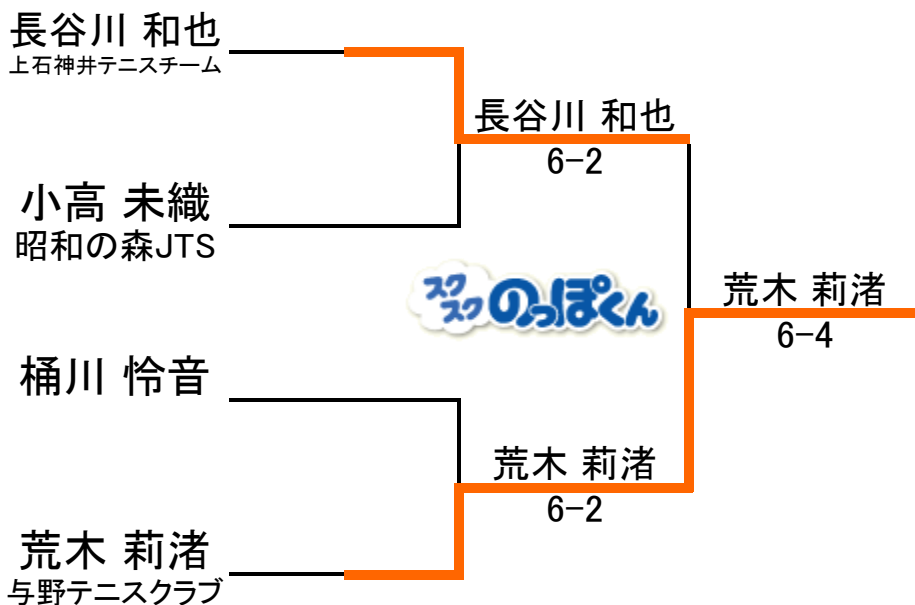 長谷川 和也
上石神井テニスチーム
長谷川 和也
6-2
小高 未織
昭和の森JTS
スクスク
のっぽくん
荒木 莉渚
6-4
桶川 怜音
荒木 莉渚
6-2
荒木 莉渚
与野テニスクラブ